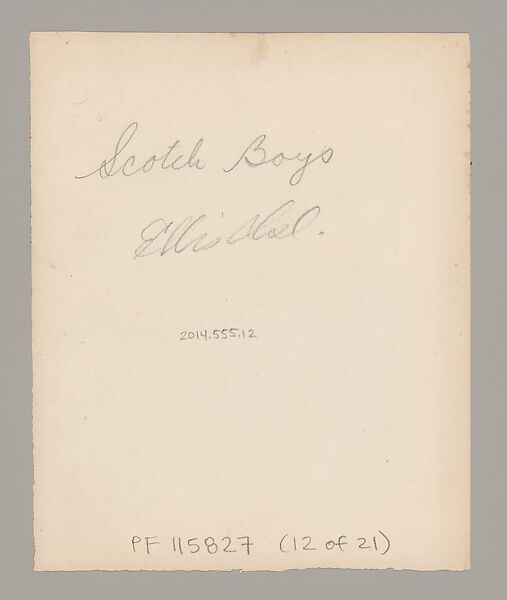 Scotch Boys
Ellis Isl.
2014.555.12
PF 115827 (12 of 21)